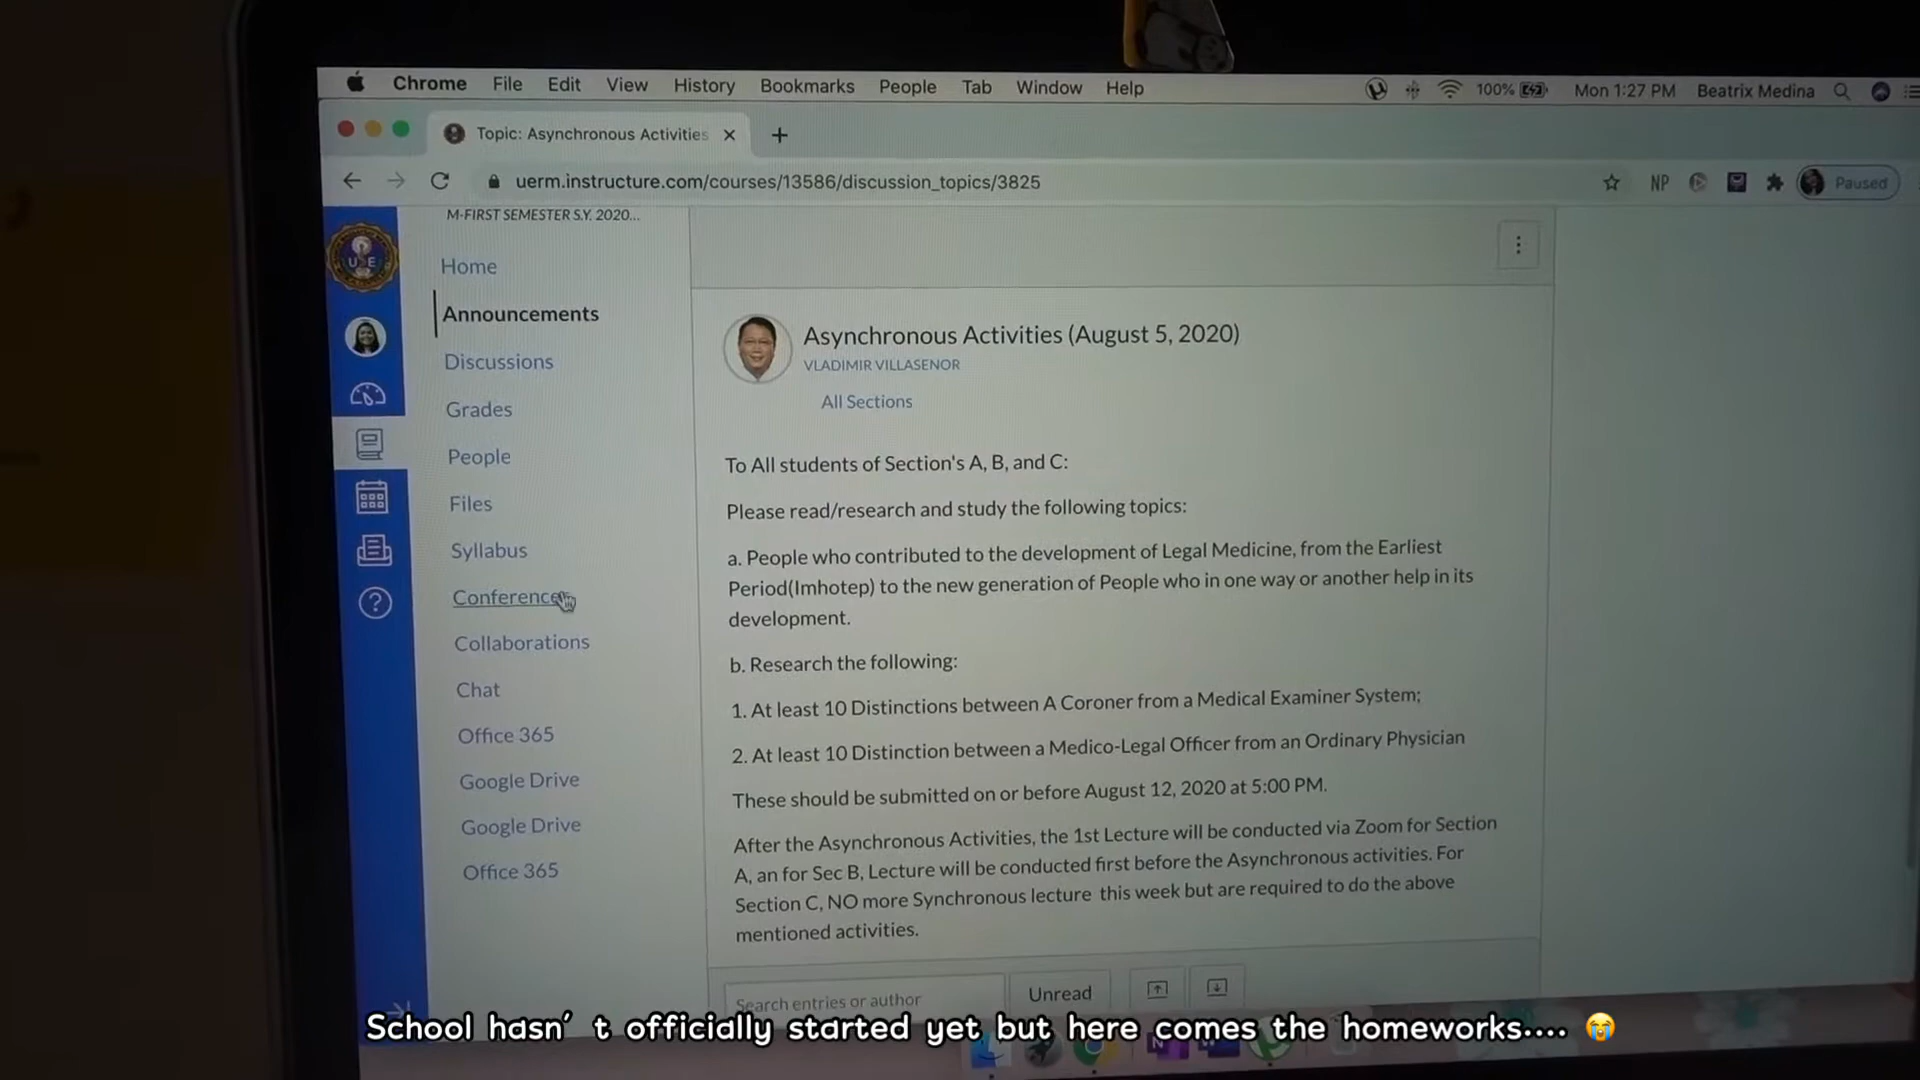 Chrome File Edit View History Bookmarks People Tab Window Help
100% Mon 1:27 PM Beatrix Medina
Topic: Asynchronous Activities
uerm.instructure.com/courses/13586/discussion_topics/3825
NP
Paused
M-FIRST SEMESTER S.Y. 2020...
Home
Announcements
Discussions
Grades
People
Files
Syllabus
Conferences
Collaborations
Chat
Office 365
Google Drive
Google Drive
Office 365
Asynchronous Activities (August 5, 2020)
VLADIMIR VILLASENOR
All Sections
To All students of Section's A, B, and C:
Please read/research and study the following topics:
a. People who contributed to the development of Legal Medicine, from the Earliest
Period(Imhotep) to the new generation of People who in one way or another help in its
development.
b. Research the following:
1. At least 10 Distinctions between A Coroner from a Medical Examiner System;
2. At least 10 Distinction between a Medico-Legal Officer from an Ordinary Physician
These should be submitted on or before August 12, 2020 at 5:00 PM.
After the Asynchronous Activities, the 1st Lecture will be conducted via Zoom for Section
A, an for Sec B, Lecture will be conducted first before the Asynchronous activities. For
Section C, NO more Synchronous lecture this week but are required to do the above
mentioned activities.
Search entries or author
Unread
School hasn't officially started yet but here comes the homeworks.... 😭